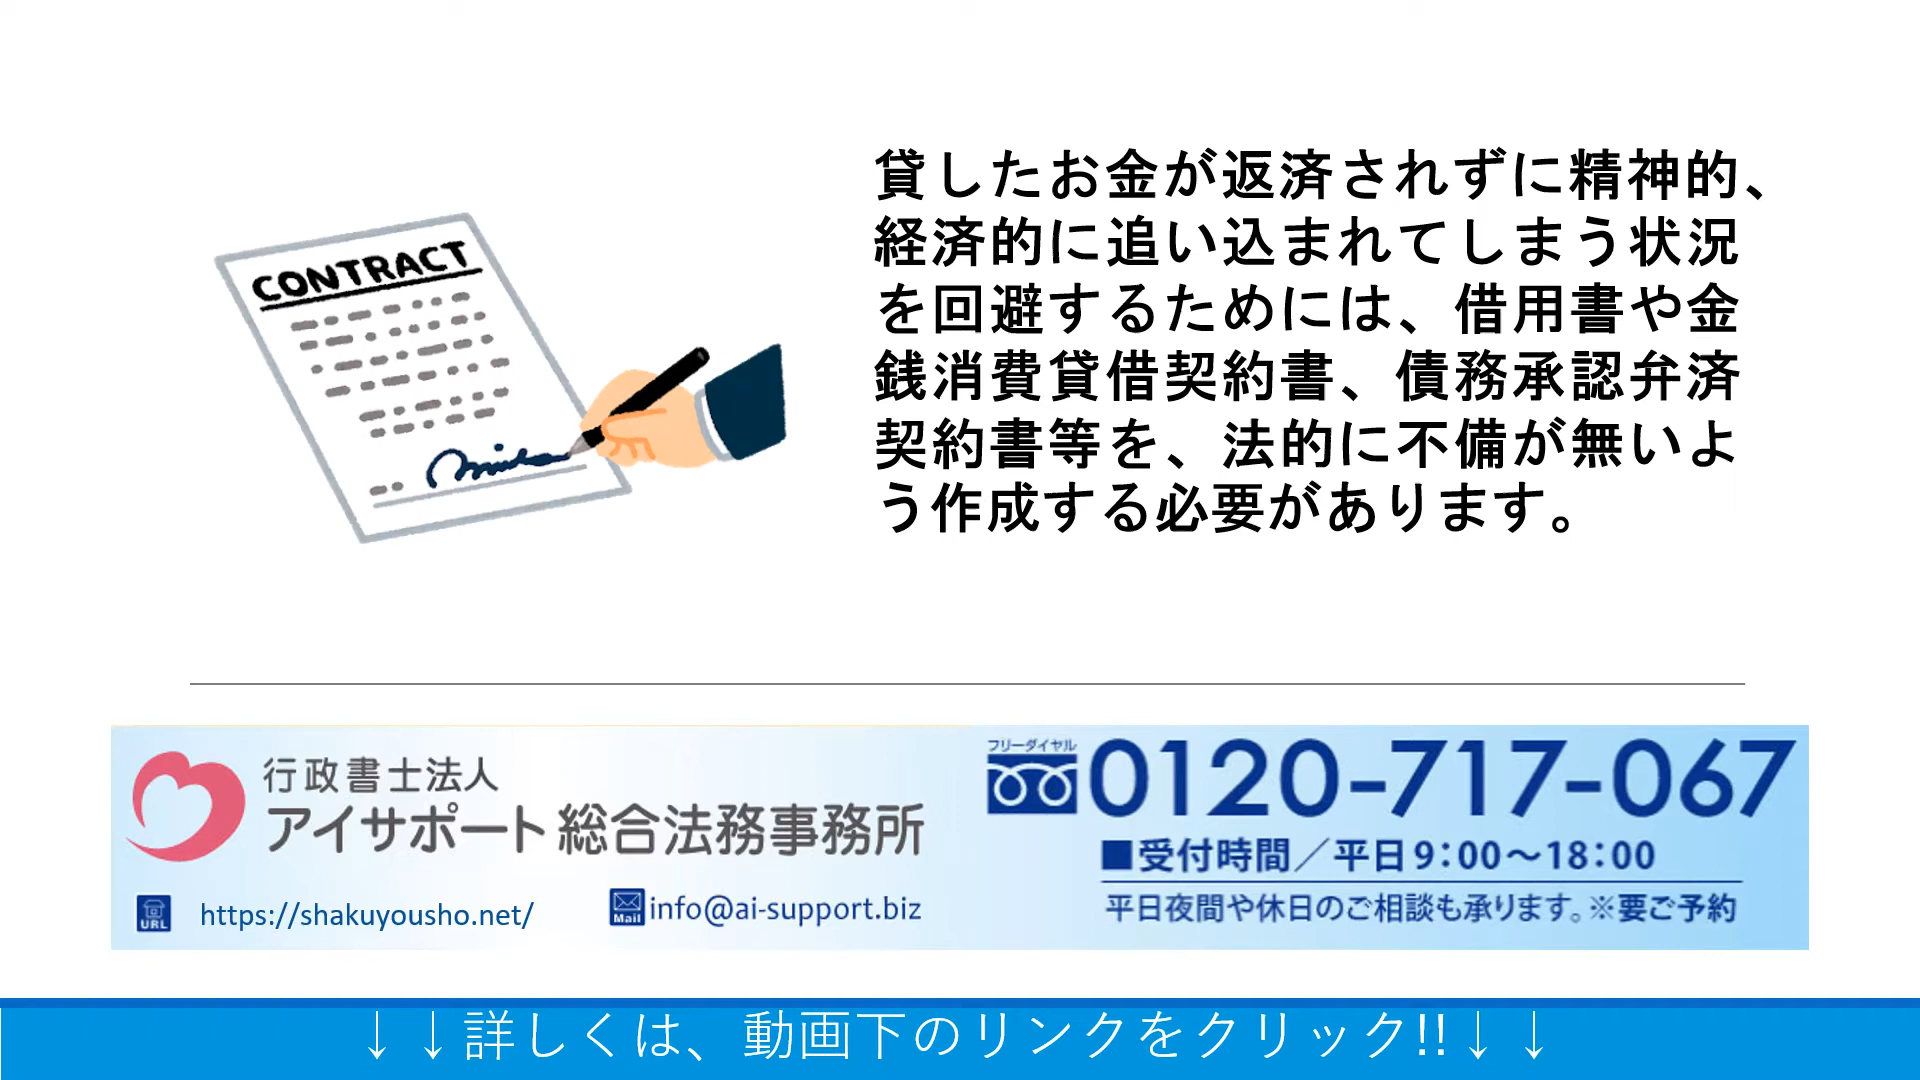 CONTRACT
貸したお金が返済されずに精神的、
経済的に追い込まれてしまう状況
を回避するためには、借用書や金
銭消費貸借契約書、債務承認弁済
契約書等を、法的に不備が無いよ
う作成する必要があります。
行政書士法人
アイサポート総合法務事務所
URL https://shakuyousho.net/
Mail info@ai-support.biz
フリーダイヤル
0120-717-067
■受付時間／平日9:00〜18:00
平日夜間や休日のご相談も承ります。※要ご予約
↓↓詳しくは、動画下のリンクをクリック!!↓↓